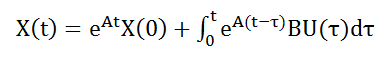 X(t) = e^{At}X(0) + ∫_0^t e^{A(t−τ)}BU(τ)dτ